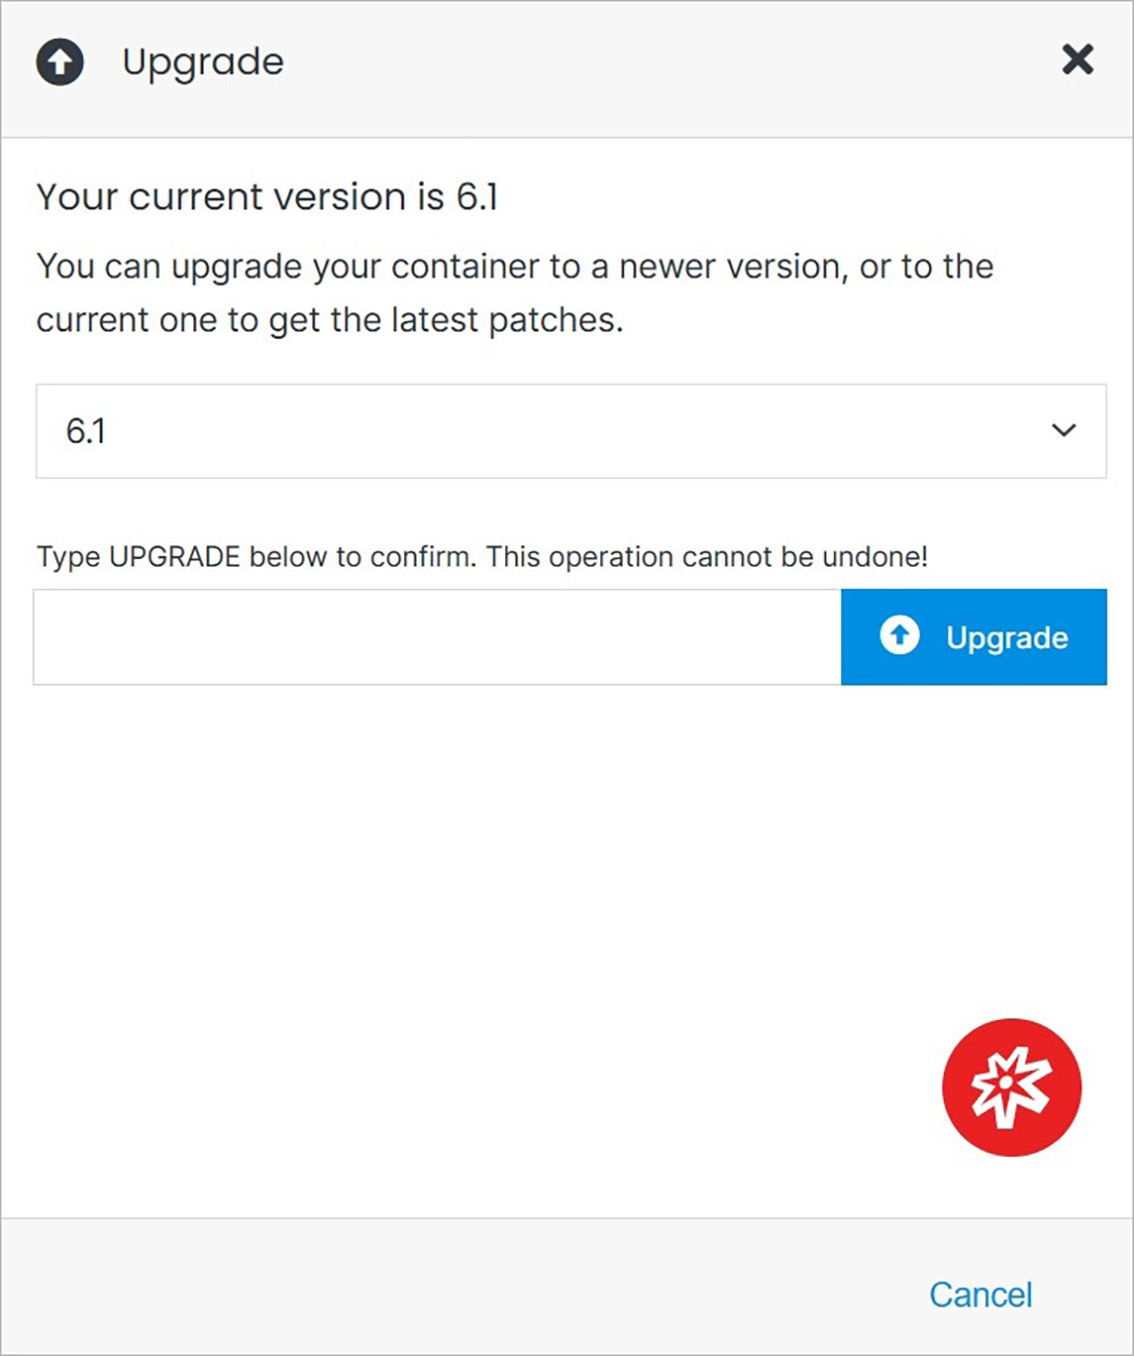 Upgrade
Your current version is 6.1
You can upgrade your container to a newer version, or to the
current one to get the latest patches.
6.1
Type UPGRADE below to confirm. This operation cannot be undone!
Upgrade
Cancel